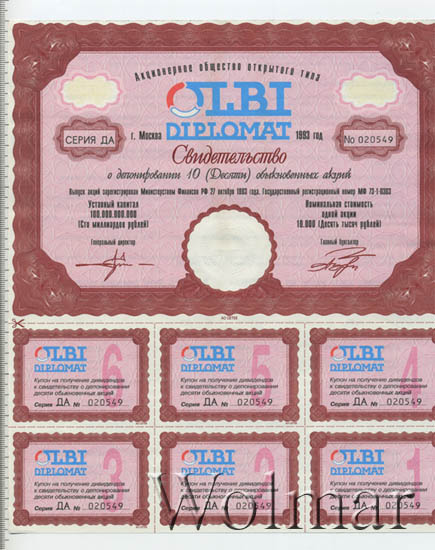 Акционерное общество открытого типа
OLBI
DIPLOMAT
СЕРИЯ ДА
г. Москва
1993 год
№ 020549
Свидетельство
о депонировании 10 (Десяти) обыкновенных акций
Выпуск акций зарегистрирован Министерством Финансов РФ 27 октября 1993 года, Государственный регистрационный номер МФ 73-1-0303
Уставный капитал
100.000.000.000
(Сто миллиардов рублей)
Номинальная стоимость
одной акции
10.000 (Десять тысяч рублей)
Генеральный директор
Главный бухгалтер
6
OLBI
DIPLOMAT
Купон на получение дивидендов
к свидетельству о депонировании
десяти обыкновенных акций
Серия ДА № 020549
5
OLBI
DIPLOMAT
Купон на получение дивидендов
к свидетельству о депонировании
десяти обыкновенных акций
Серия ДА № 020549
4
OLBI
DIPLOMAT
Купон на получение дивидендов
к свидетельству о депонировании
десяти обыкновенных акций
Серия ДА № 020549
3
OLBI
DIPLOMAT
Купон на получение дивидендов
к свидетельству о депонировании
десяти обыкновенных акций
Серия ДА № 020549
2
OLBI
DIPLOMAT
Купон на получение дивидендов
к свидетельству о депонировании
десяти обыкновенных акций
Серия ДА № 020549
1
OLBI
DIPLOMAT
Купон на получение дивидендов
к свидетельству о депонировании
десяти обыкновенных акций
Серия ДА № 020549
Wolmar